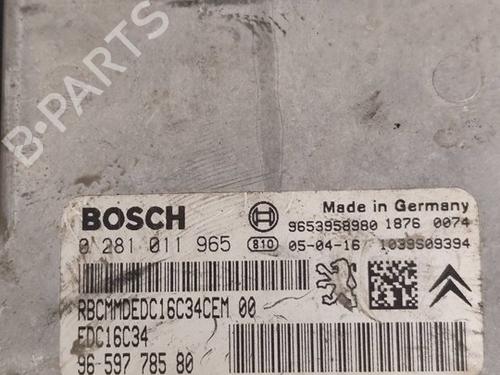 B-PARTS
BOSCH
0 281 011 965
810
Made in Germany
9653958980 1876 0074
05-04-16 1039S09394
RBCMMDEDC16C34CEM 00
EDC16C34
96 597 785 80